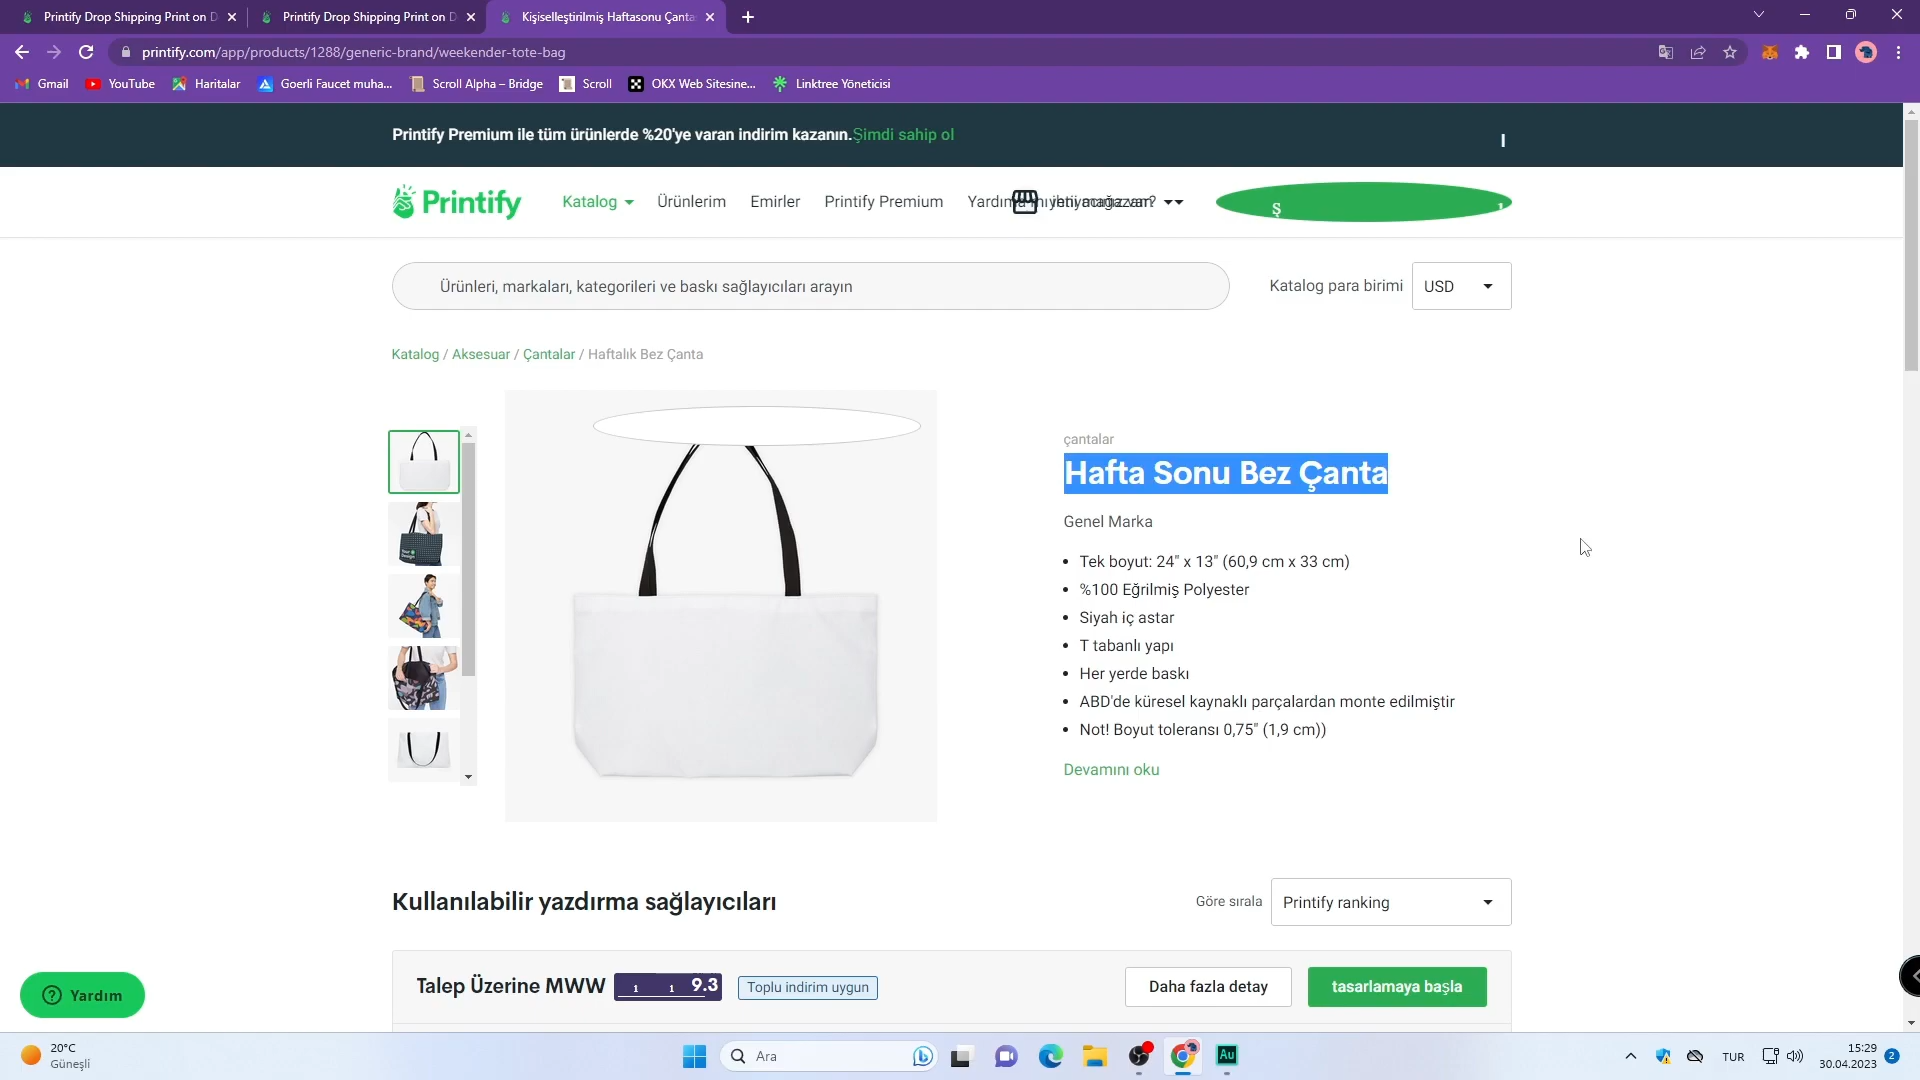 Printify Drop Shipping Print on D
Printify Drop Shipping Print on D
Kişiselleştirilmiş Haftasonu Çanta
printify.com/app/products/1288/generic-brand/weekender-tote-bag
Gmail
YouTube
Haritalar
Goerli Faucet muha...
Scroll Alpha – Bridge
Scroll
OKX Web Sitesine...
Linktree Yöneticisi
Printify Premium ile tüm ürünlerde %20'ye varan indirim kazanın.Şimdi sahip ol
Printify
Katalog
Ürünlerim
Emirler
Printify Premium
Ş
Ürünleri, markaları, kategorileri ve baskı sağlayıcıları arayın
Katalog para birimi
USD
Katalog / Aksesuar / Çantalar / Haftalık Bez Çanta
çantalar
Hafta Sonu Bez Çanta
Genel Marka
Tek boyut: 24" x 13" (60,9 cm x 33 cm)
%100 Eğrilmiş Polyester
Siyah iç astar
T tabanlı yapı
Her yerde baskı
ABD'de küresel kaynaklı parçalardan monte edilmiştir
Not! Boyut toleransı 0,75" (1,9 cm))
Devamını oku
Kullanılabilir yazdırma sağlayıcıları
Göre sırala
Printify ranking
Talep Üzerine MWW
1 1 9.3
Toplu indirim uygun
Daha fazla detay
tasarlamaya başla
Yardım
20°C
Güneşli
Ara
Au
TUR
15:29
30.04.2023
2